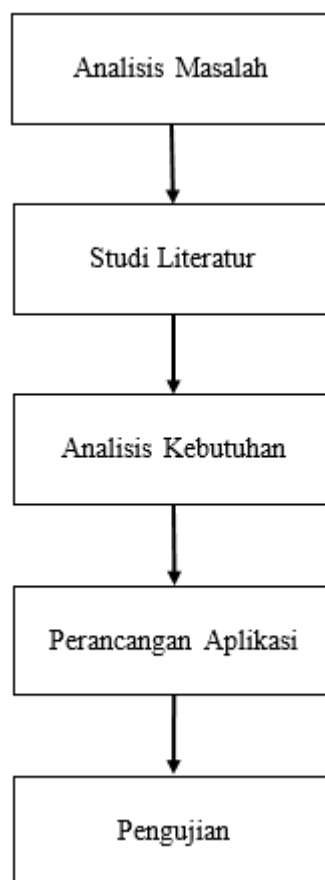 Analisis Masalah
Studi Literatur
Analisis Kebutuhan
Perancangan Aplikasi
Pengujian